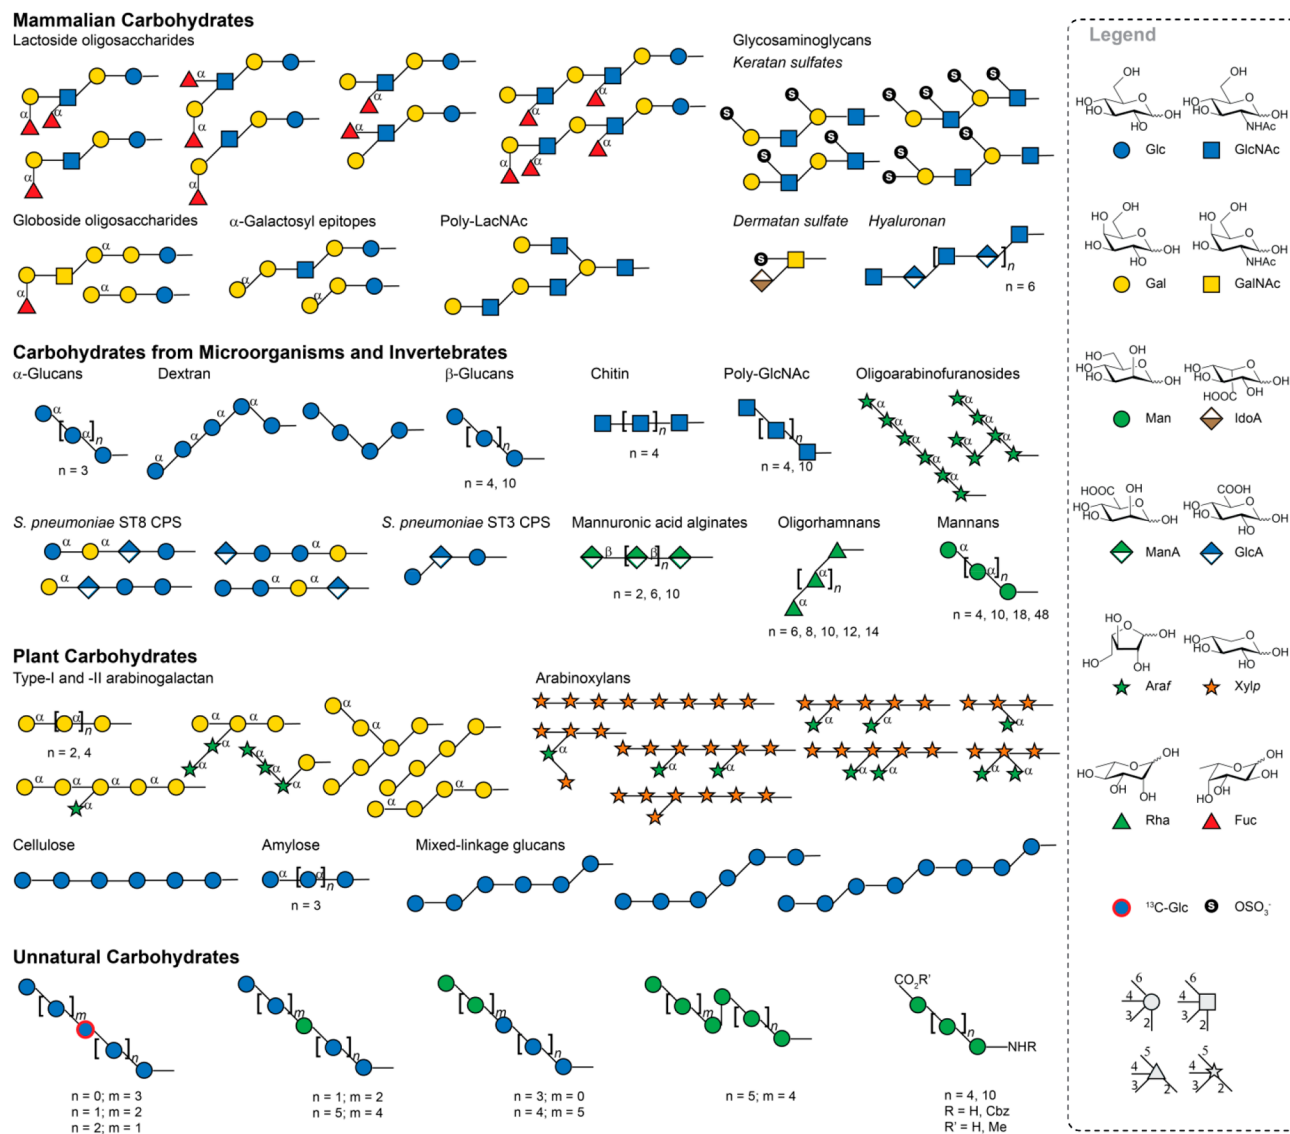 Mammalian Carbohydrates
Lactoside oligosaccharides
Glycosaminoglycans
Keratan sulfates
Globoside oligosaccharides
α-Galactosyl epitopes
Poly-LacNAc
Dermatan sulfate
Hyaluronan
n = 6
Carbohydrates from Microorganisms and Invertebrates
α-Glucans
n = 3
Dextran
β-Glucans
n = 4, 10
Chitin
n = 4
Poly-GlcNAc
n = 4, 10
Oligoarabinofuranosides
S. pneumoniae ST8 CPS
S. pneumoniae ST3 CPS
Mannuronic acid alginates
n = 2, 6, 10
Oligorhamnans
n = 6, 8, 10, 12, 14
Mannans
n = 4, 10, 18, 48
Plant Carbohydrates
Type-I and -II arabinogalactan
n = 2, 4
Arabinoxylans
Cellulose
Amylose
n = 3
Mixed-linkage glucans
Unnatural Carbohydrates
n = 0; m = 3
n = 1; m = 2
n = 2; m = 1
n = 1; m = 2
n = 5; m = 4
n = 3; m = 0
n = 4; m = 5
n = 5; m = 4
CO₂R'
NHR
n = 4, 10
R = H, Cbz
R' = H, Me
Legend
Glc GlcNAc
Gal GalNAc
Man IdoA
ManA GlcA
Araf Xylp
Rha Fuc
¹³C-Glc S OSO₃⁻